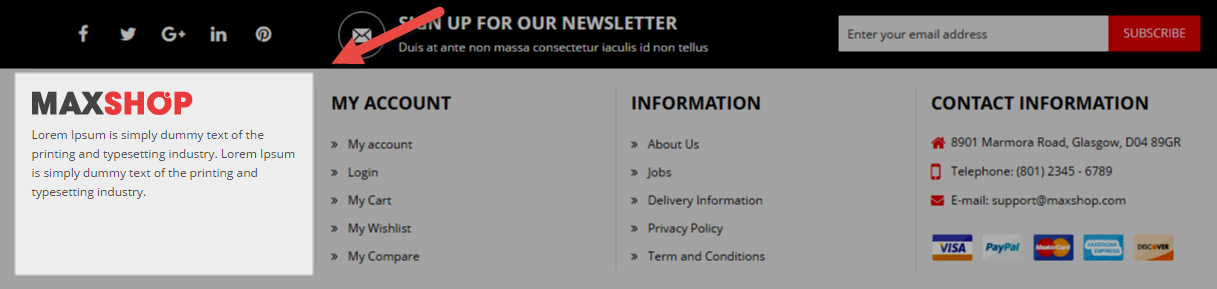 SIGN UP FOR OUR NEWSLETTER
Duis at ante non massa consectetur iaculis id non tellus
Enter your email address
SUBSCRIBE
MAXSHOP
Lorem Ipsum is simply dummy text of the
printing and typesetting industry. Lorem Ipsum
is simply dummy text of the printing and
typesetting industry.
MY ACCOUNT
» My account
» Login
» My Cart
» My Wishlist
» My Compare
INFORMATION
» About Us
» Jobs
» Delivery Information
» Privacy Policy
» Term and Conditions
CONTACT INFORMATION
8901 Marmora Road, Glasgow, D04 89GR
Telephone: (801) 2345 - 6789
E-mail: support@maxshop.com
VISA
PayPal
MasterCard
AMERICAN EXPRESS
DISCOVER